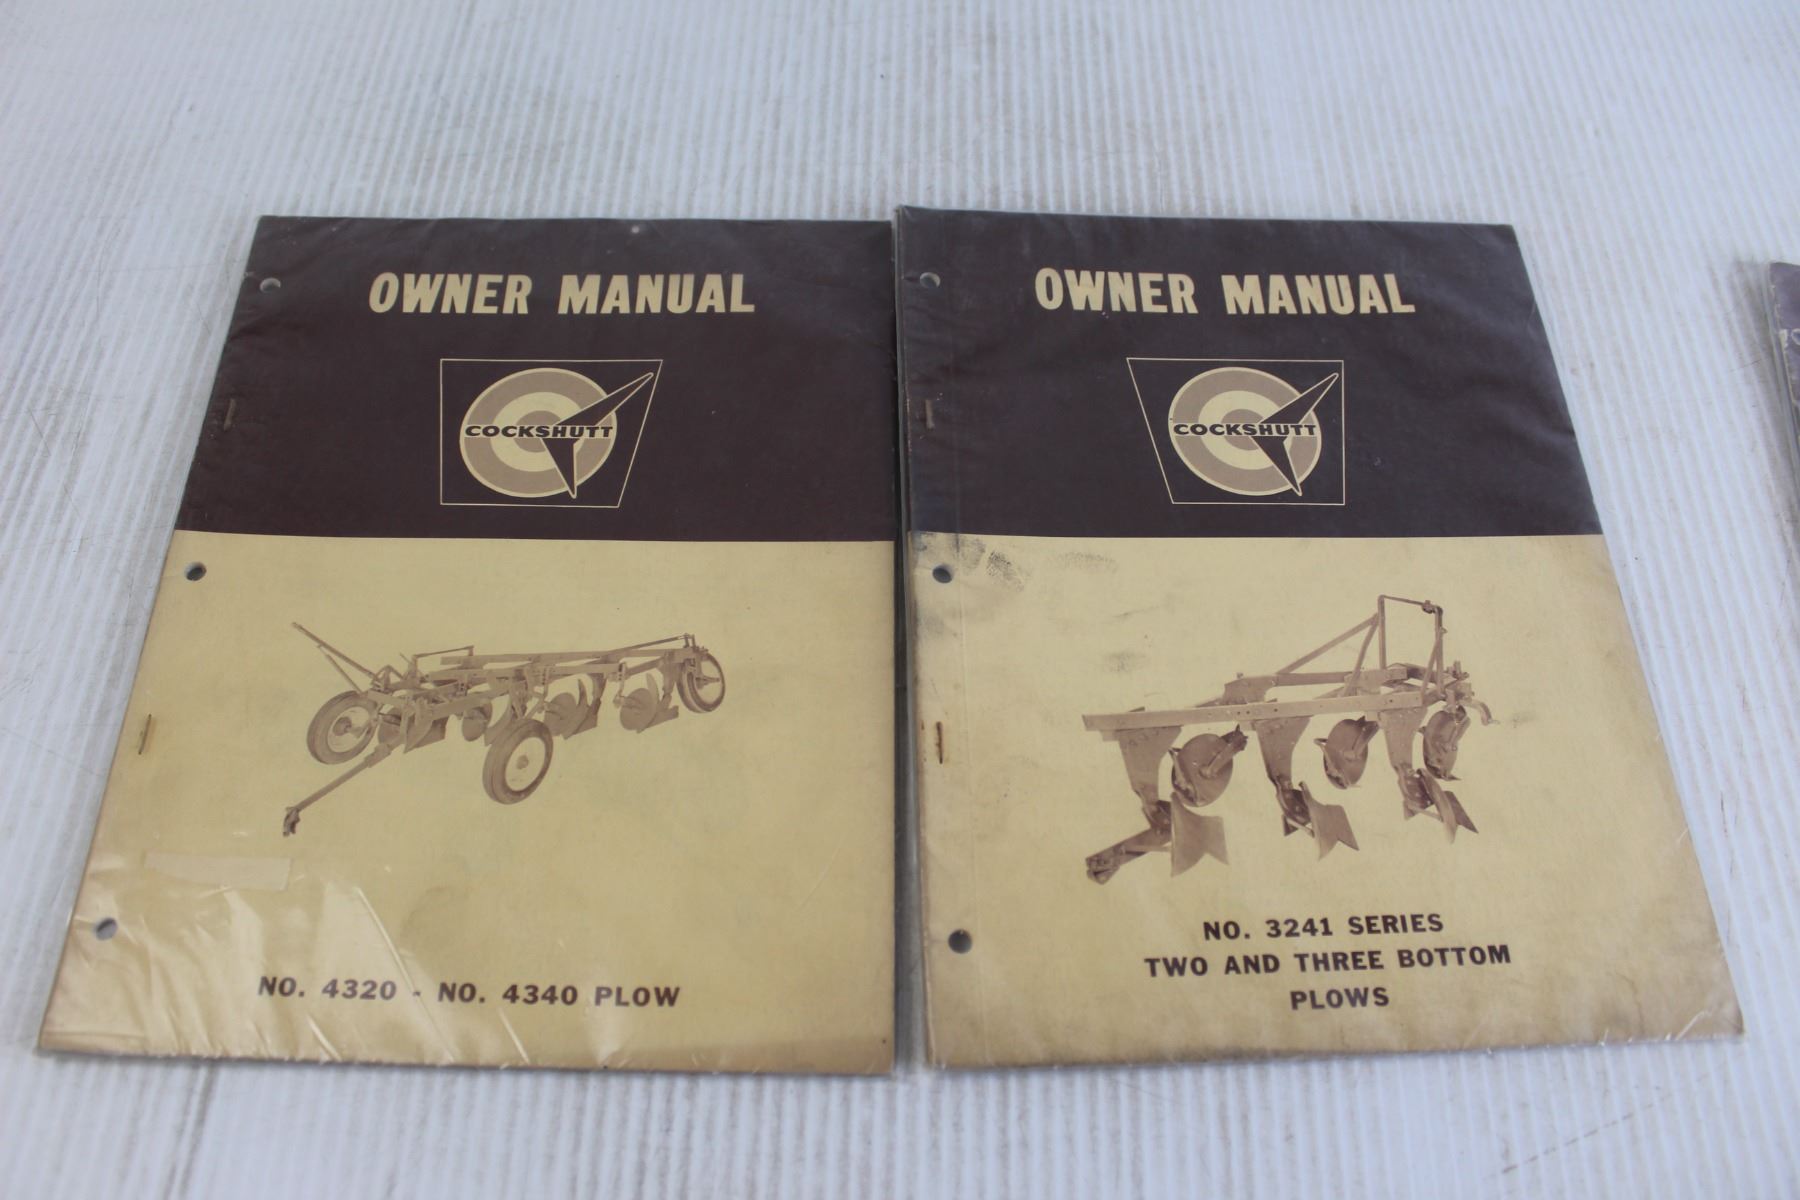 OWNER MANUAL
COCKSHUTT
NO. 4320 - NO. 4340 PLOW
OWNER MANUAL
COCKSHUTT
NO. 3241 SERIES
TWO AND THREE BOTTOM
PLOWS